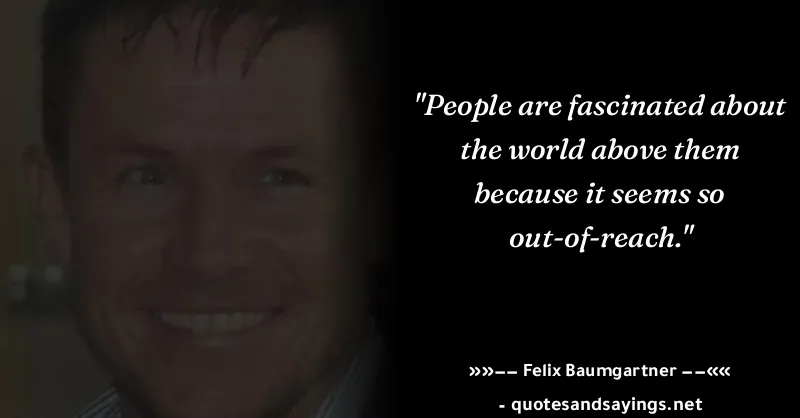 "People are fascinated about
the world above them
because it seems so
out-of-reach."
»»−− Felix Baumgartner −−««
- quotesandsayings.net